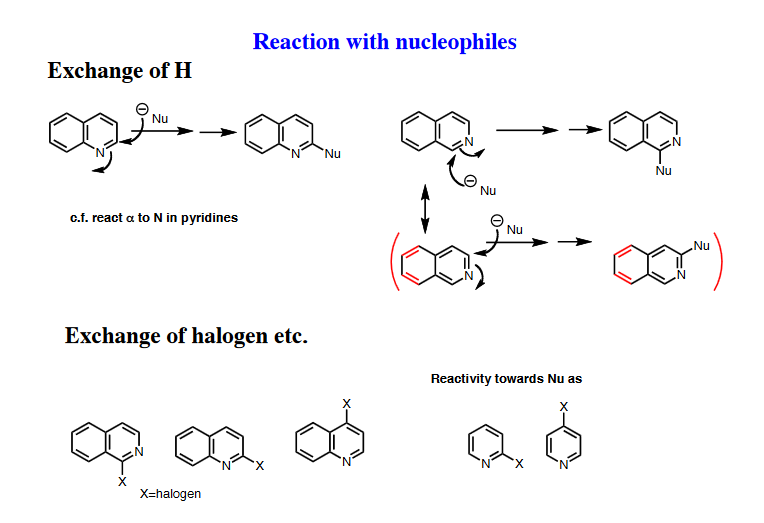 Reaction with nucleophiles
Exchange of H
Nu
N
N
Nu
N
Nu
N
Nu
c.f. react α to N in pyridines
Nu
N
Nu
N
Exchange of halogen etc.
Reactivity towards Nu as
N
X
N
X
X
N
N
X
X
N
X=halogen